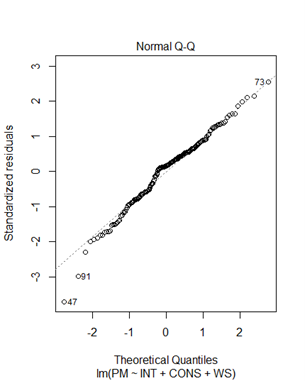 Normal Q-Q
Standardized residuals
3
2
1
0
-1
-2
-3
73
91
47
-2 -1 0 1 2
Theoretical Quantiles
lm(PM ~ INT + CONS + WS)